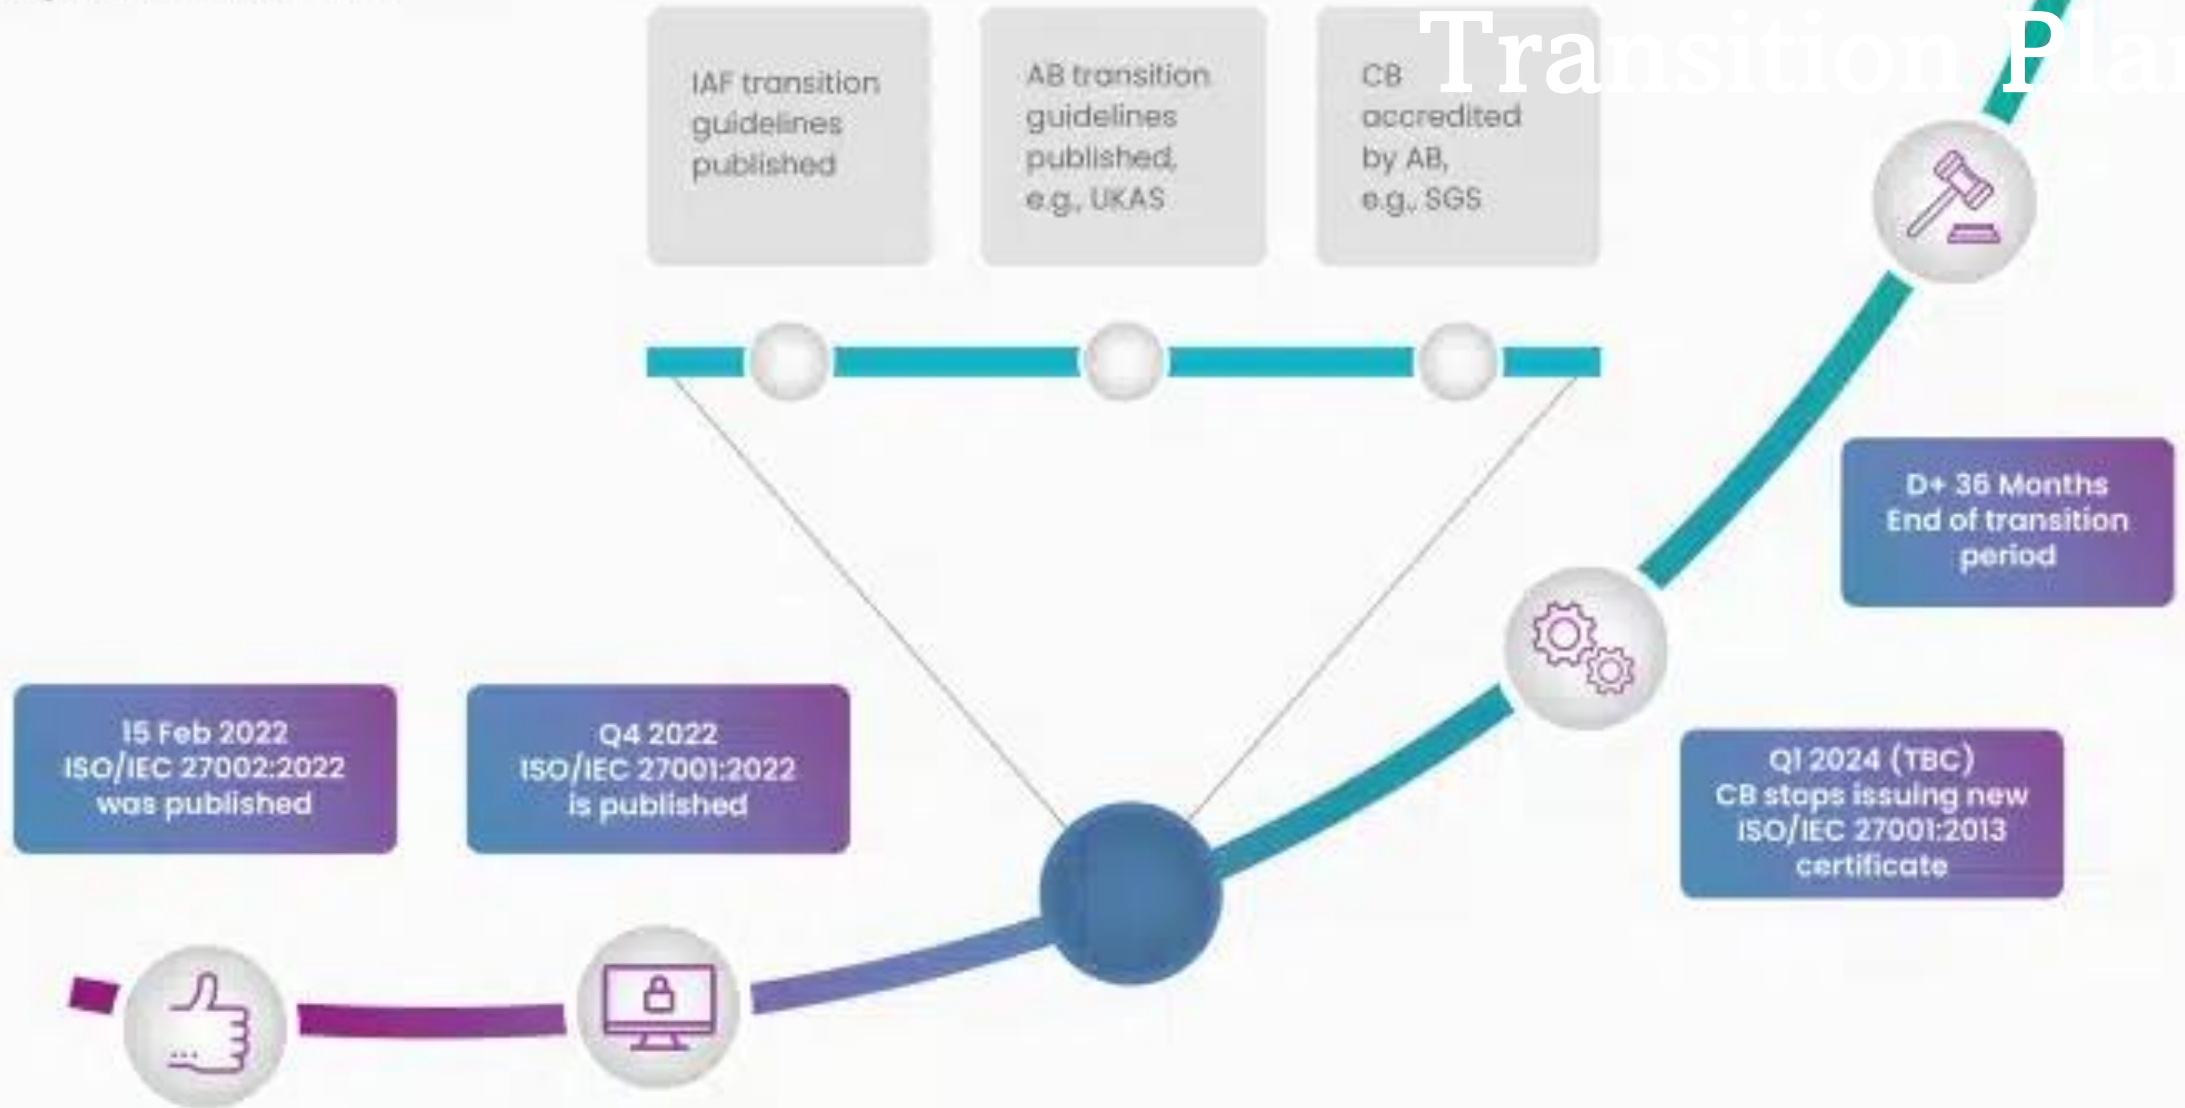 Transition Plan
IAF transition
guidelines
published
AB transition
guidelines
published,
e.g., UKAS
CB
accredited
by AB,
e.g., SGS
D+ 36 Months
End of transition
period
15 Feb 2022
ISO/IEC 27002:2022
was published
Q4 2022
ISO/IEC 27001:2022
is published
Q1 2024 (TBC)
CB stops issuing new
ISO/IEC 27001:2013
certificate